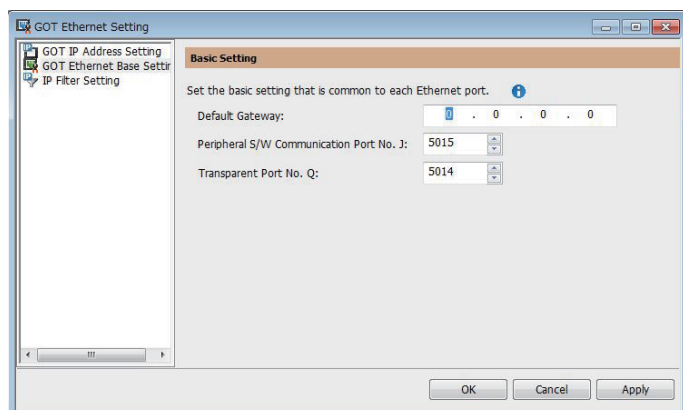 GOT Ethernet Setting
GOT IP Address Setting
GOT Ethernet Base Settir
IP Filter Setting
Basic Setting
Set the basic setting that is common to each Ethernet port.
Default Gateway: 0 . 0 . 0 . 0
Peripheral S/W Communication Port No. J: 5015
Transparent Port No. Q: 5014
OK Cancel Apply